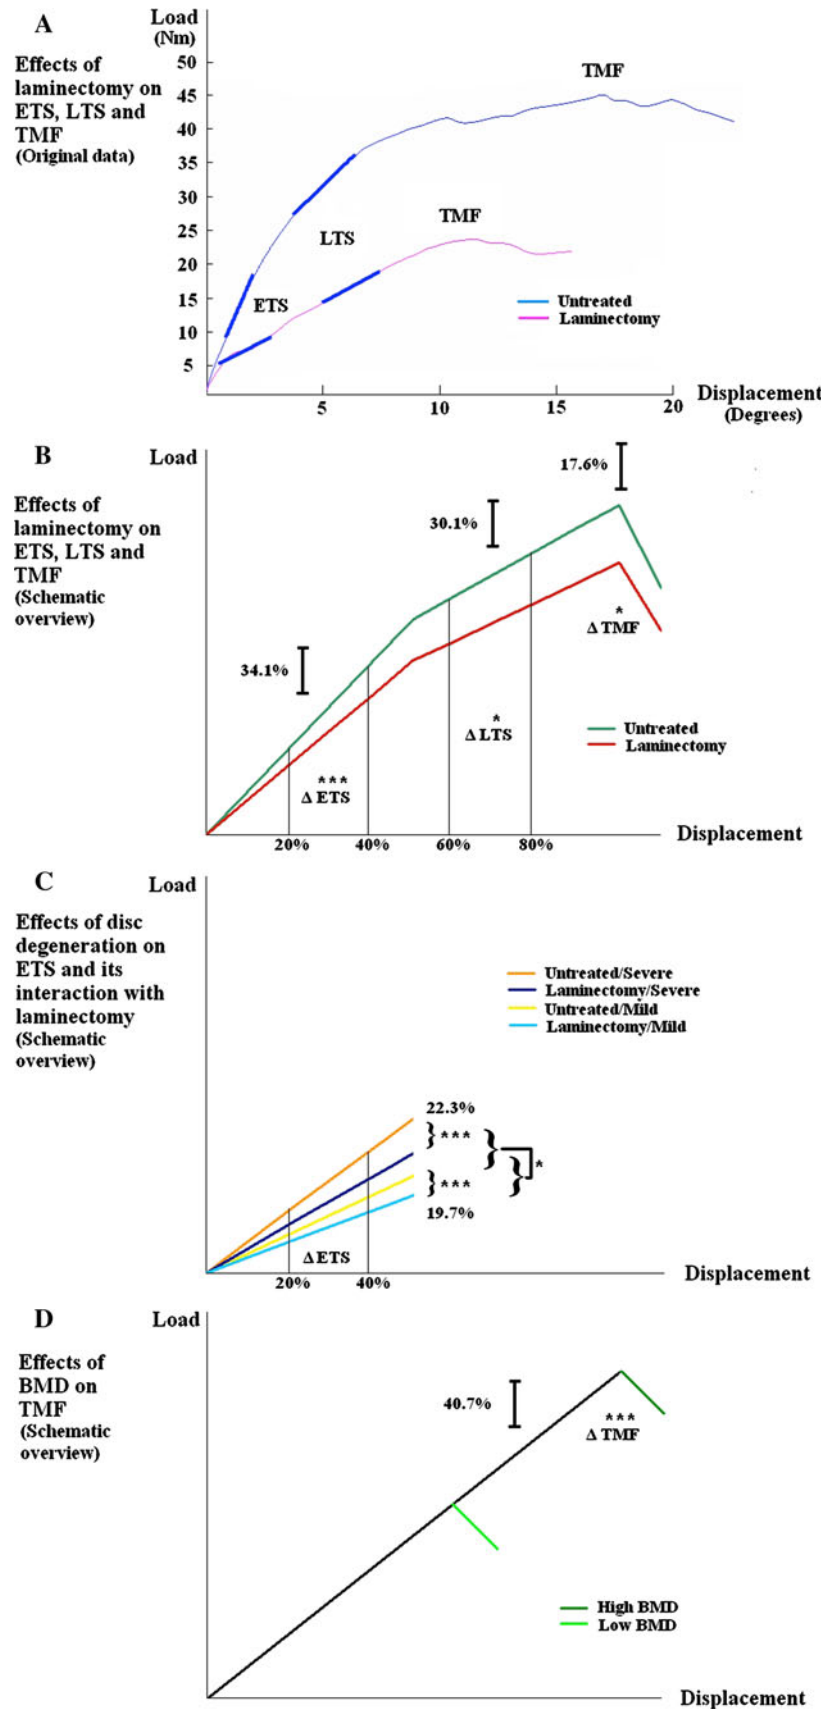 A
Effects of
laminectomy on
ETS, LTS and
TMF
(Original data)
Load
(Nm)
50
45
40
35
30
25
20
15
10
5
TMF
TMF
LTS
ETS
Untreated
Laminectomy
5
10
15
20
Displacement
(Degrees)
B
Effects of
laminectomy on
ETS, LTS and
TMF
(Schematic
overview)
Load
17.6%
30.1%
34.1%
*
Δ TMF
*
Δ LTS
***
Δ ETS
Untreated
Laminectomy
20%
40%
60%
80%
Displacement
C
Effects of disc
degeneration on
ETS and its
interaction with
laminectomy
(Schematic
overview)
Load
Untreated/Severe
Laminectomy/Severe
Untreated/Mild
Laminectomy/Mild
22.3%
} ***
} *
} ***
}
19.7%
Δ ETS
20%
40%
Displacement
D
Effects of
BMD on
TMF
(Schematic
overview)
Load
40.7%
***
Δ TMF
High BMD
Low BMD
Displacement